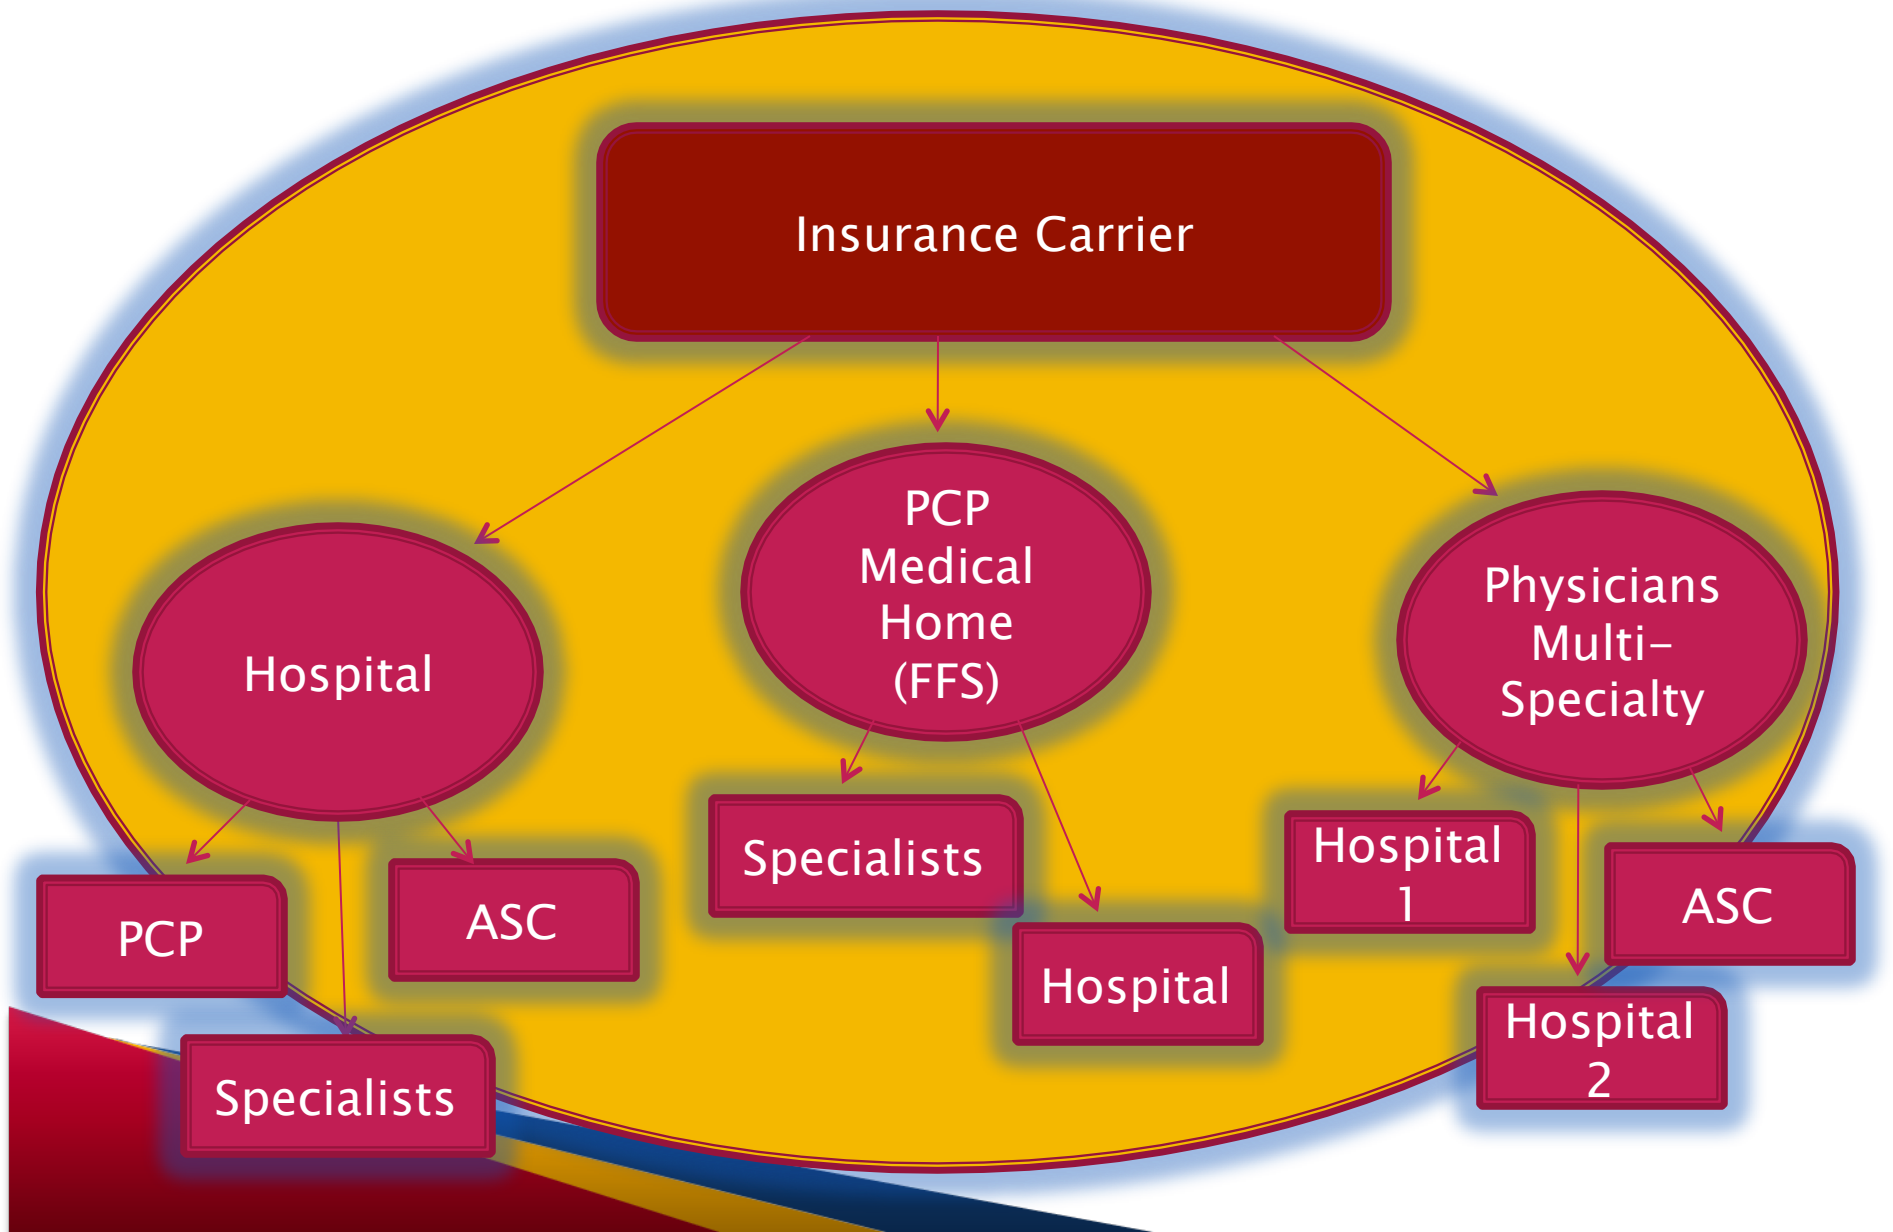 Insurance Carrier
Hospital
PCP
Medical
Home
(FFS)
Physicians
Multi-
Specialty
PCP
Specialists
ASC
Specialists
Hospital
Hospital
1
Hospital
2
ASC